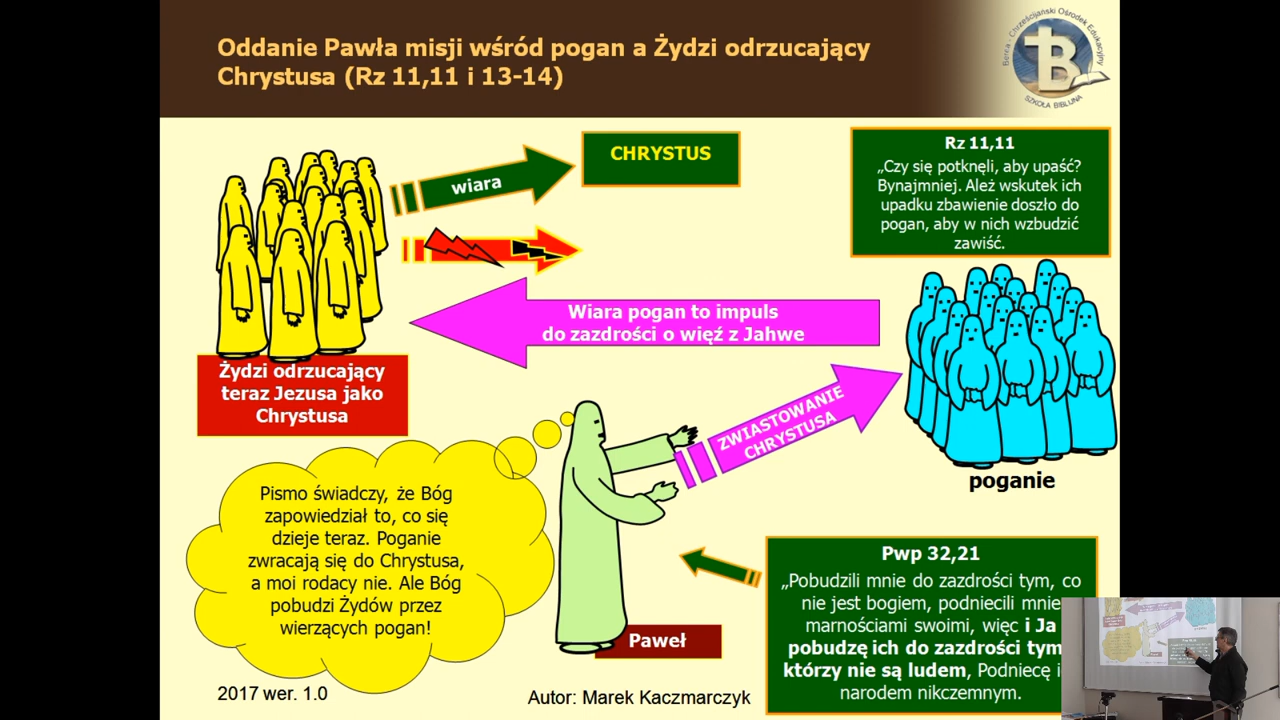 Oddanie Pawła misji wśród pogan a Żydzi odrzucający
Chrystusa (Rz 11,11 i 13-14)
Berea - Chrześcijański Ośrodek Edukacyjny
SZKOŁA BIBLIJNA
wiara
CHRYSTUS
Rz 11,11
„Czy się potknęli, aby upaść?
Bynajmniej. Ależ wskutek ich
upadku zbawienie doszło do
pogan, aby w nich wzbudzić
zawiść.
Wiara pogan to impuls
do zazdrości o więź z Jahwe
Żydzi odrzucający
teraz Jezusa jako
Chrystusa
ZWIASTOWANIE
CHRYSTUSA
poganie
Pismo świadczy, że Bóg
zapowiedział to, co się
dzieje teraz. Poganie
zwracają się do Chrystusa,
a moi rodacy nie. Ale Bóg
pobudzi Żydów przez
wierzących pogan!
Paweł
Pwp 32,21
„Pobudzili mnie do zazdrości tym, co
nie jest bogiem, podniecili mnie
marnościami swoimi, więc i Ja
pobudzę ich do zazdrości tym
którzy nie są ludem, Podniecę i
narodem nikczemnym.
2017 wer. 1.0
Autor: Marek Kaczmarczyk